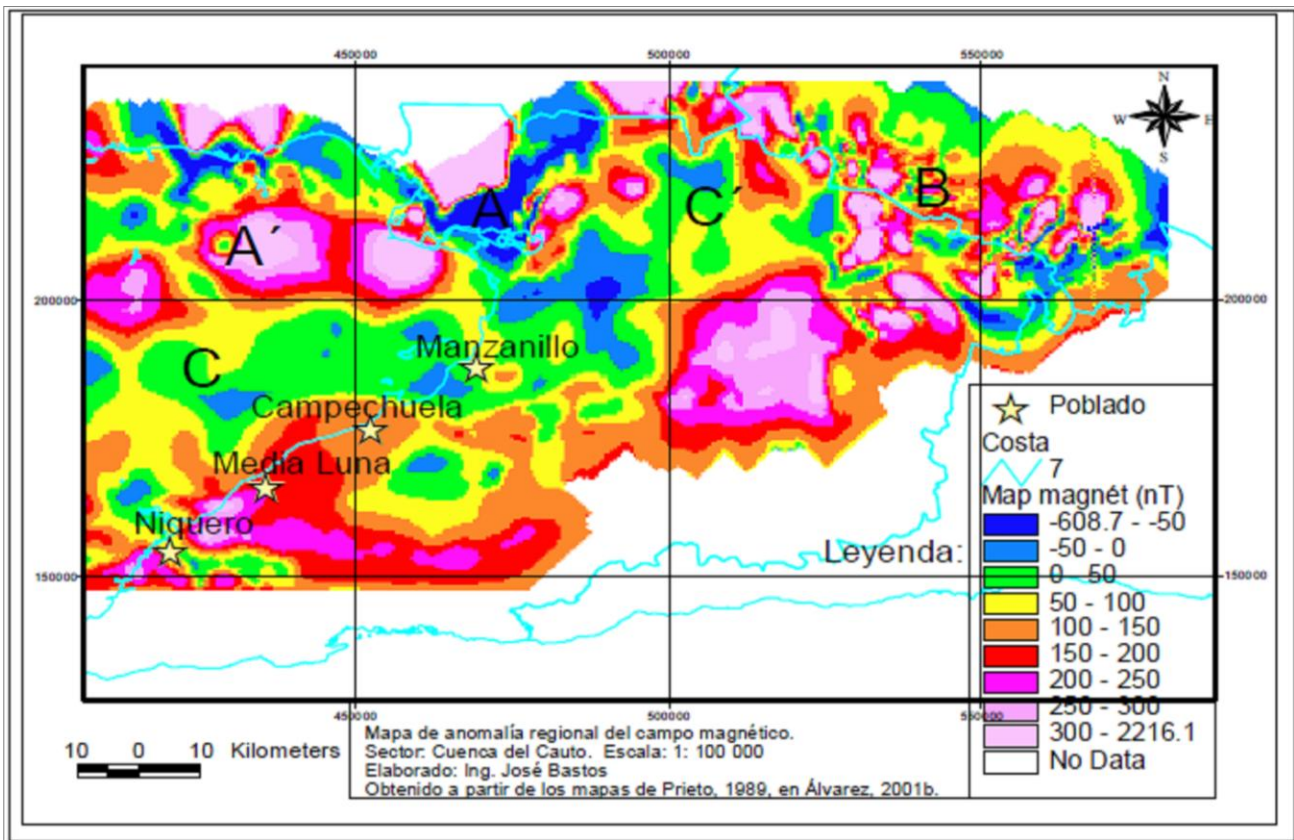 450000 500000 550000
N
W E
S
A A´ B C´ C
200000 200000
Manzanillo
Campechuela
Media Luna
Niquero
150000 150000
Leyenda:
Poblado
Costa
7
Map magnét (nT)
-608.7 - -50
-50 - 0
0 - 50
50 - 100
100 - 150
150 - 200
200 - 250
250 - 300
300 - 2216.1
No Data
450000 500000 550000
10 0 10 Kilometers
Mapa de anomalía regional del campo magnético.
Sector: Cuenca del Cauto. Escala: 1: 100 000
Elaborado: Ing. José Bastos
Obtenido a partir de los mapas de Prieto, 1989, en Álvarez, 2001b.